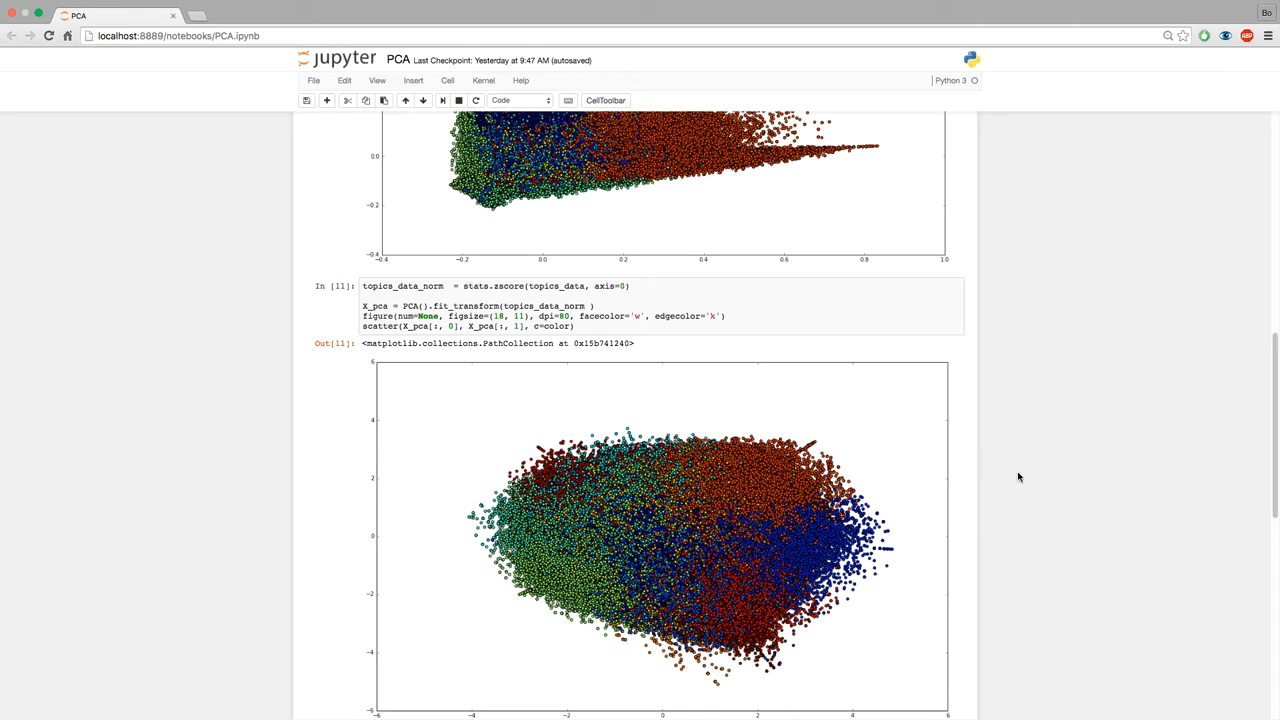 PCA
Bo
localhost:8889/notebooks/PCA.ipynb
ABP
jupyter PCA Last Checkpoint: Yesterday at 9:47 AM (autosaved)
File Edit View Insert Cell Kernel Help Python 3
Code CellToolbar
0.0
−0.2
−0.4
−0.4 −0.2 0.0 0.2 0.4 0.6 0.8 1.0
In [11]: topics_data_norm = stats.zscore(topics_data, axis=0)
X_pca = PCA().fit_transform(topics_data_norm )
figure(num=None, figsize=(18, 11), dpi=80, facecolor='w', edgecolor='k')
scatter(X_pca[:, 0], X_pca[:, 1], c=color)
Out[11]: <matplotlib.collections.PathCollection at 0x15b741240>
6
4
2
0
−2
−4
−6
−6 −4 −2 0 2 4 6